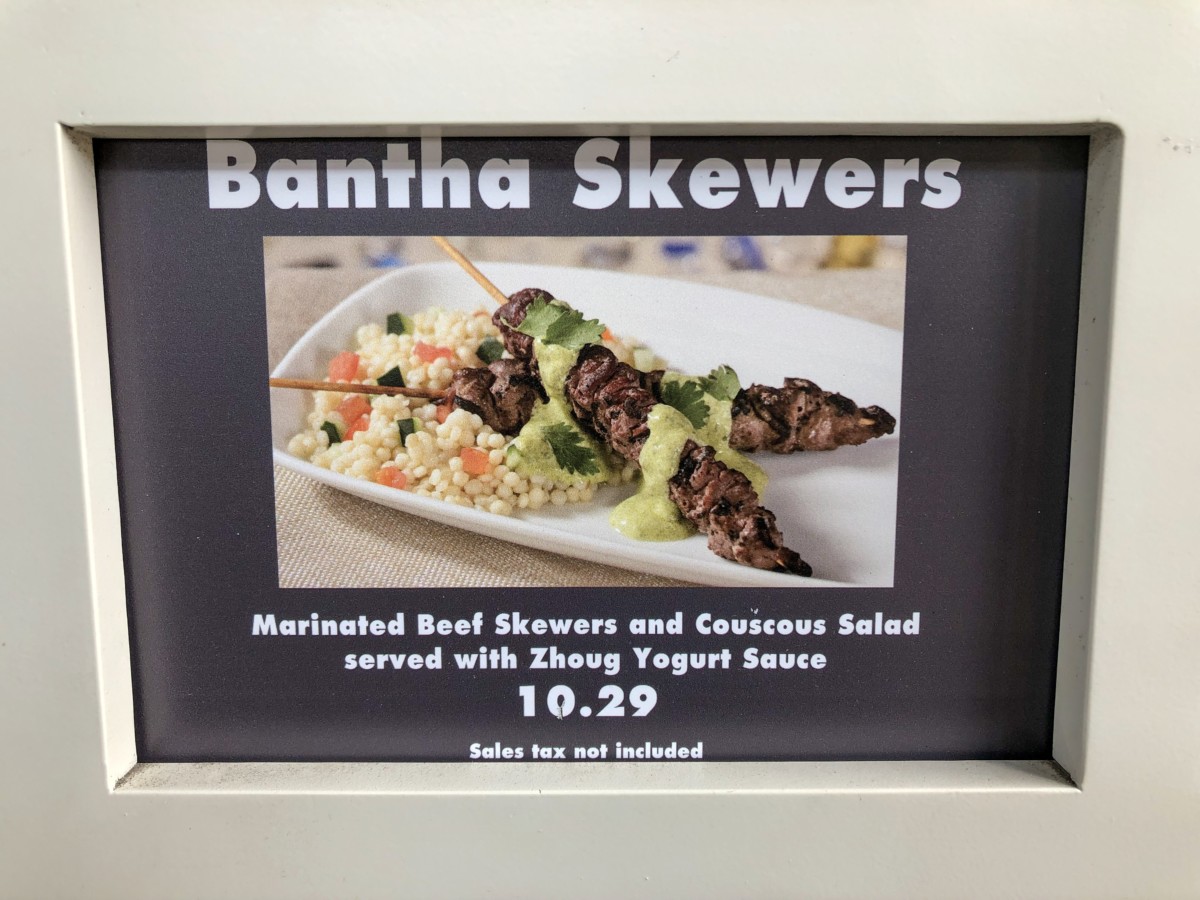 Bantha Skewers
Marinated Beef Skewers and Couscous Salad
served with Zhoug Yogurt Sauce
10.29
Sales tax not included